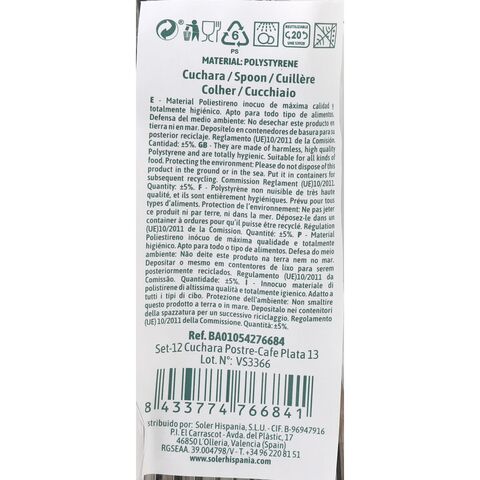 6
PS
REUTILIZABLE
20
MATERIAL: POLYSTYRENE
Cuchara / Spoon / Cuillère
Colher / Cucchiaio
E - Material Poliestireno inocuo de máxima calidad y
totalmente higiénico. Apto para todo tipo de alimentos.
Defensa del medio ambiente: No desechar este producto en
tierra ni en mar. Deposítelo en contenedores de basura para su
posterior reciclaje. Reglamento (UE)10/2011 de la Comisión.
Cantidad: ±5%. GB - They are made of harmless, high quality
Polystyrene and are totally hygienic. Suitable for all kinds of
food. Protecting the environment: Please do not dispose of this
product in the ground or in the sea. Put it in containers for
subsequent recycling. Commission Reglament (UE)10/2011.
Quantity: ±5%. F - Polystyrène non nuisible de très haute
qualité, et ils sont entièrement higiéniques. Prévu pour tous
types d'aliments. Protection de l'environnement: Ne pas jeter
ce produit ni par terre, ni dans la mer. Déposez-le dans un
container à ordures pour qu'il puisse être recyclé. Régulation
(UE)10/2011 de la Comission. Quantité: ±5%. P - Material
Poliestireno inócuo de máxima qualidade e totalmente
higiénico. Apto para todo o tipo de alimentos. Defesa do meio
ambiente: Não deite este produto na terra nem no mar.
Depositar o mesmo em contentores de lixo para serem
posteriormente reciclados. Regulamento (UE)10/2011 da
Comissão. Quantidade: ±5%. I - Innocuo materiale di
polistirene di altissima qualità e totalmente igienico. Adatto a
tutti i tipi di cibo. Protezione dell'ambiente: Non smaltire
questo prodotto a terra o in mare. Depositalo nei contenitori
della spazzatura per un successivo riciclaggio. Regolamento
(UE) 10/2011 della Commissione. Quantità: ±5%
Ref. BA01054276684
Set-12 Cuchara Postre-Cafe Plata 13
Lot. Nº: VS3366
8 433774 766841
istribuido por: Soler Hispania, S.L.U. - CIF. B-96947916
P.I. El Carrascot - Avda. del Plàstic, 17
46850 L'Olleria, Valencia (Spain)
RGSEAA. 39.004798/V - T. +34 96 220 81 51
www.solerhispania.com